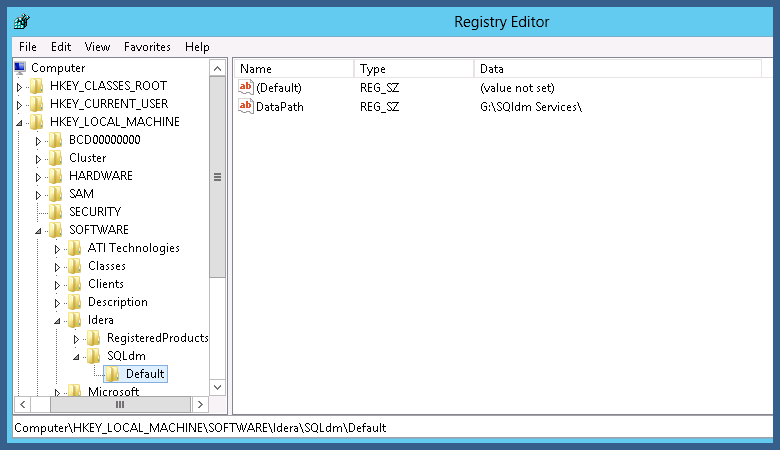 Registry Editor
File Edit View Favorites Help
Computer
HKEY_CLASSES_ROOT
HKEY_CURRENT_USER
HKEY_LOCAL_MACHINE
BCD00000000
Cluster
HARDWARE
SAM
SECURITY
SOFTWARE
ATI Technologies
Classes
Clients
Description
Idera
RegisteredProducts
SQLdm
Default
Microsoft
Name Type Data
ab (Default) REG_SZ (value not set)
ab DataPath REG_SZ G:\SQldm Services\
Computer\HKEY_LOCAL_MACHINE\SOFTWARE\Idera\SQLdm\Default